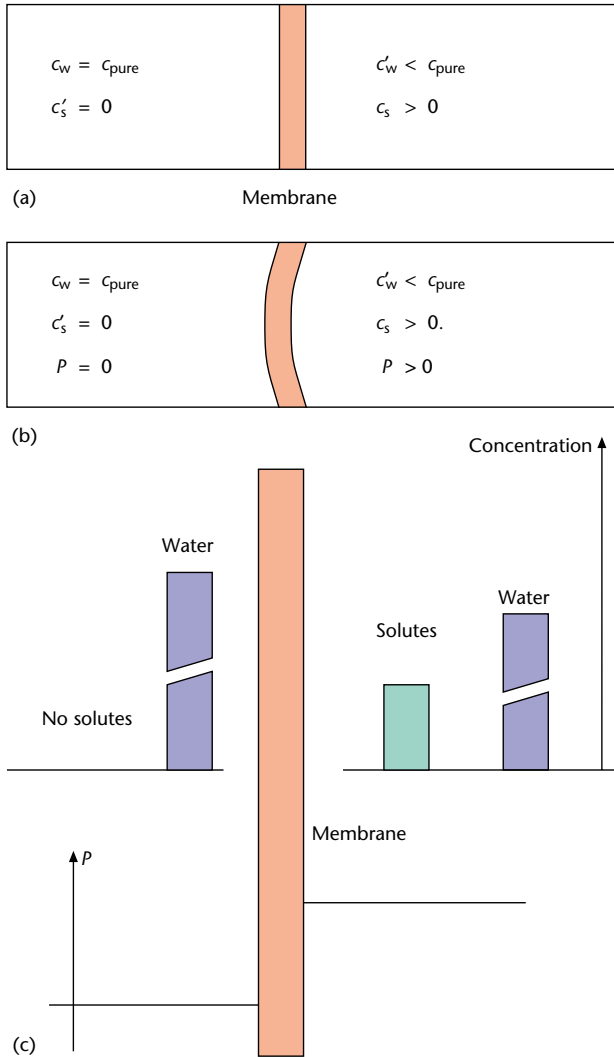 c_w = c_pure
c'_s = 0
c'_w < c_pure
c_s > 0
(a)
Membrane
c_w = c_pure
c'_s = 0
P = 0
c'_w < c_pure
c_s > 0.
P > 0
(b)
Concentration
Water
Water
Solutes
No solutes
Membrane
P
(c)